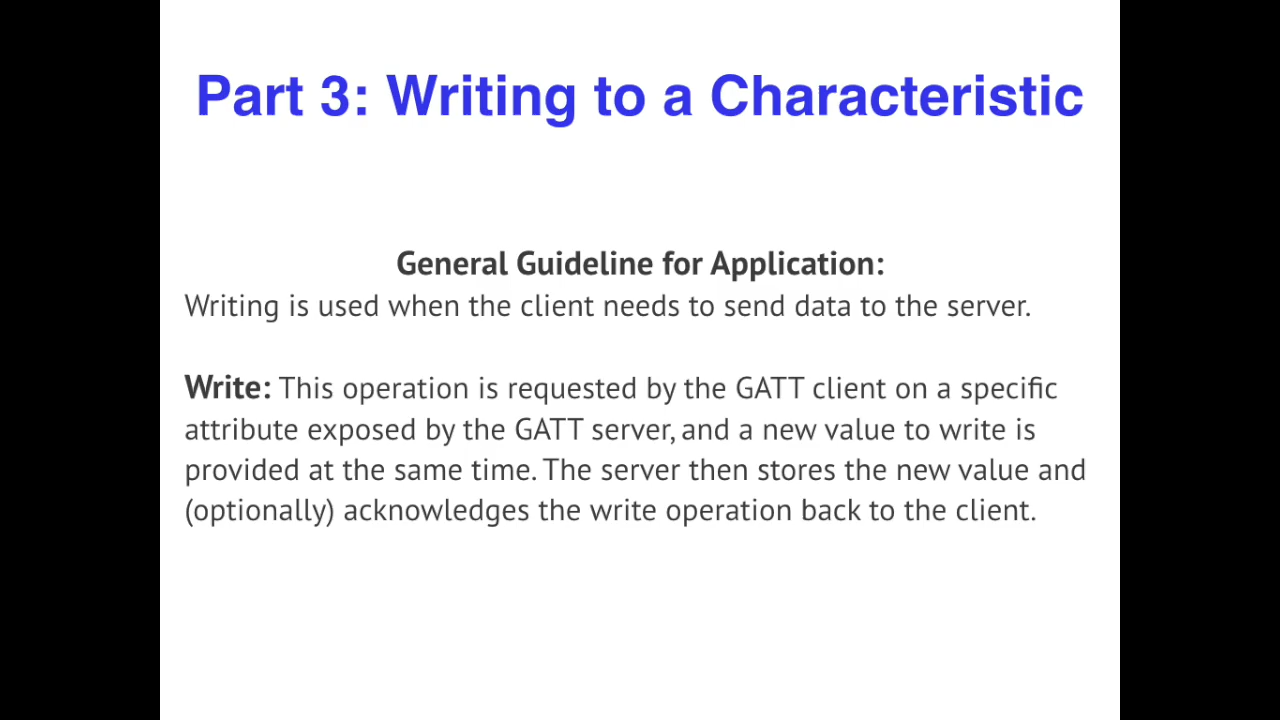 Part 3: Writing to a Characteristic
General Guideline for Application:
Writing is used when the client needs to send data to the server.
Write: This operation is requested by the GATT client on a specific
attribute exposed by the GATT server, and a new value to write is
provided at the same time. The server then stores the new value and
(optionally) acknowledges the write operation back to the client.